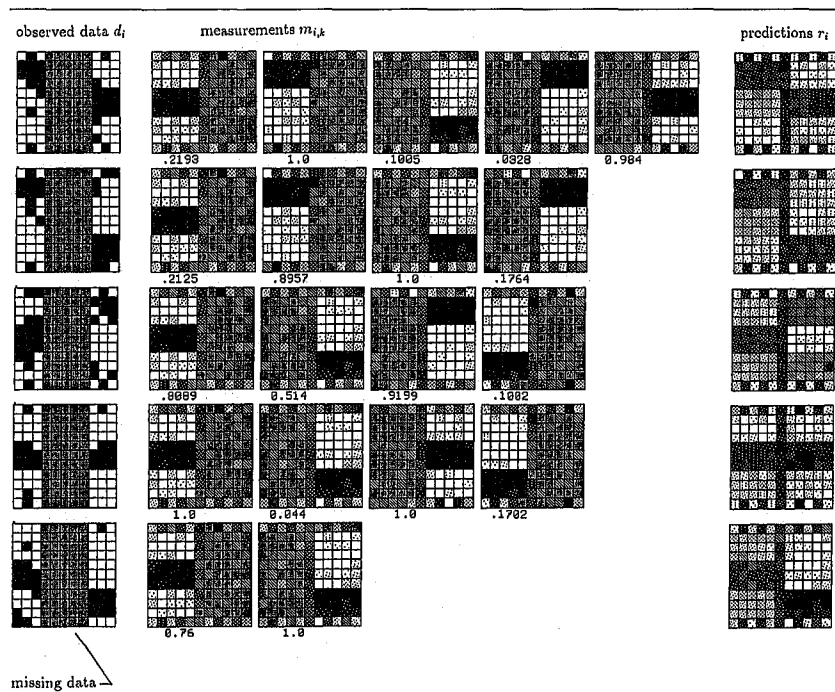 observed data d_i measurements m_{i,k} predictions r_i
.2193 1.0 .1005 .0328 0.984
.2125 .8957 1.0 .1764
.8089 0.514 .9199 .1002
1.0 0.044 1.0 .1702
0.76 1.0
missing data